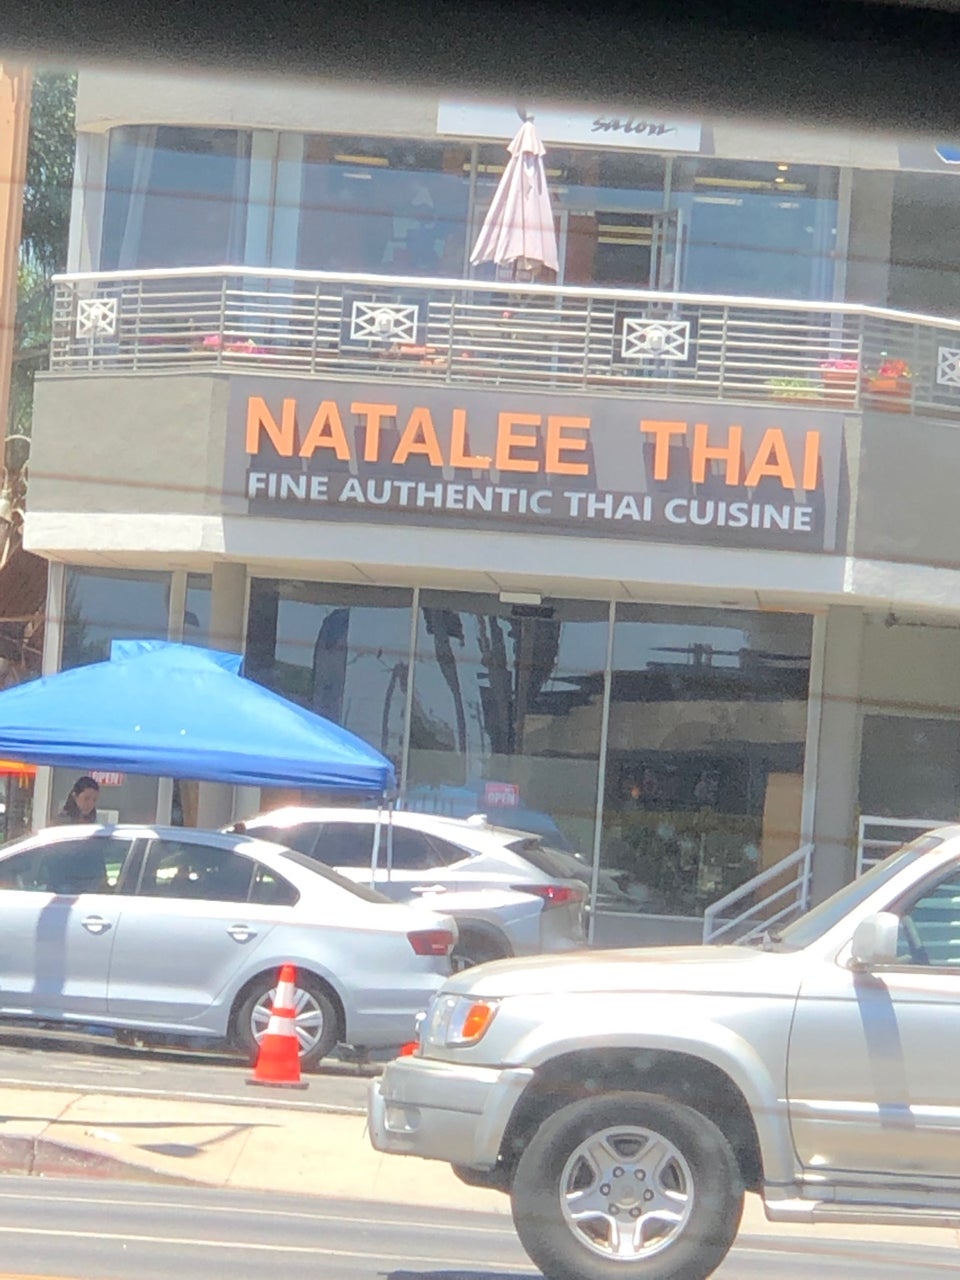 salon
NATALEE THAI
FINE AUTHENTIC THAI CUISINE
OPEN
OPEN